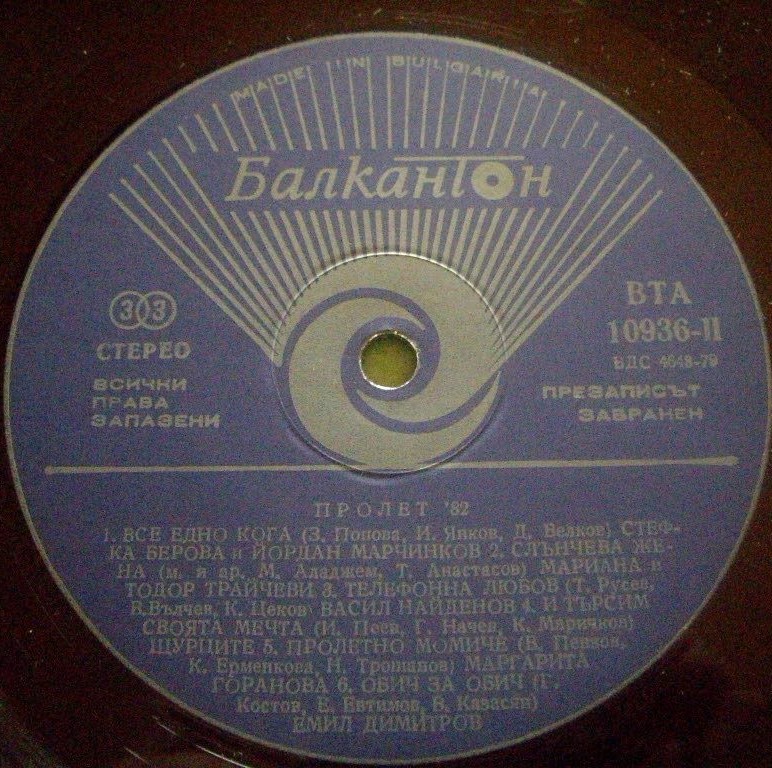 MADE IN BULGARIA
Балкантон
33
СТЕРЕО
ВСИЧКИ
ПРАВА
ЗАПАЗЕНИ
ВТА
10936-II
БДС 4048-79
ПРЕЗАПИСЪТ
ЗАБРАНЕН
ПРОЛЕТ '82
1. ВСЕ ЕДНО КОГА (З. Попова, И. Янков, Д. Велков) СТЕФ-
КА БЕРОВА и ЙОРДАН МАРЧИНКОВ 2. СЛЪНЧЕВА ЖЕ-
НА (м. и ар. М. Аладжем, Т. Анастасов) МАРИАНА и
ТОДОР ТРАЙЧЕВИ 3. ТЕЛЕФОННА ЛЮБОВ (Т. Русев,
В. Вълчев, К. Цеков) ВАСИЛ НАЙДЕНОВ 4. И ТЪРСИМ
СВОЯТА МЕЧТА (И. Пеев, Г. Начев, К. Маричков)
ЩУРЦИТЕ 5. ПРОЛЕТНО МОМИЧЕ (В. Пенков,
К. Ерменкова, Н. Трошанов) МАРГАРИТА
ГОРАНОВА 6. ОБИЧ ЗА ОБИЧ (Г.
Костов, Е. Евтимов, В. Казасян)
ЕМИЛ ДИМИТРОВ